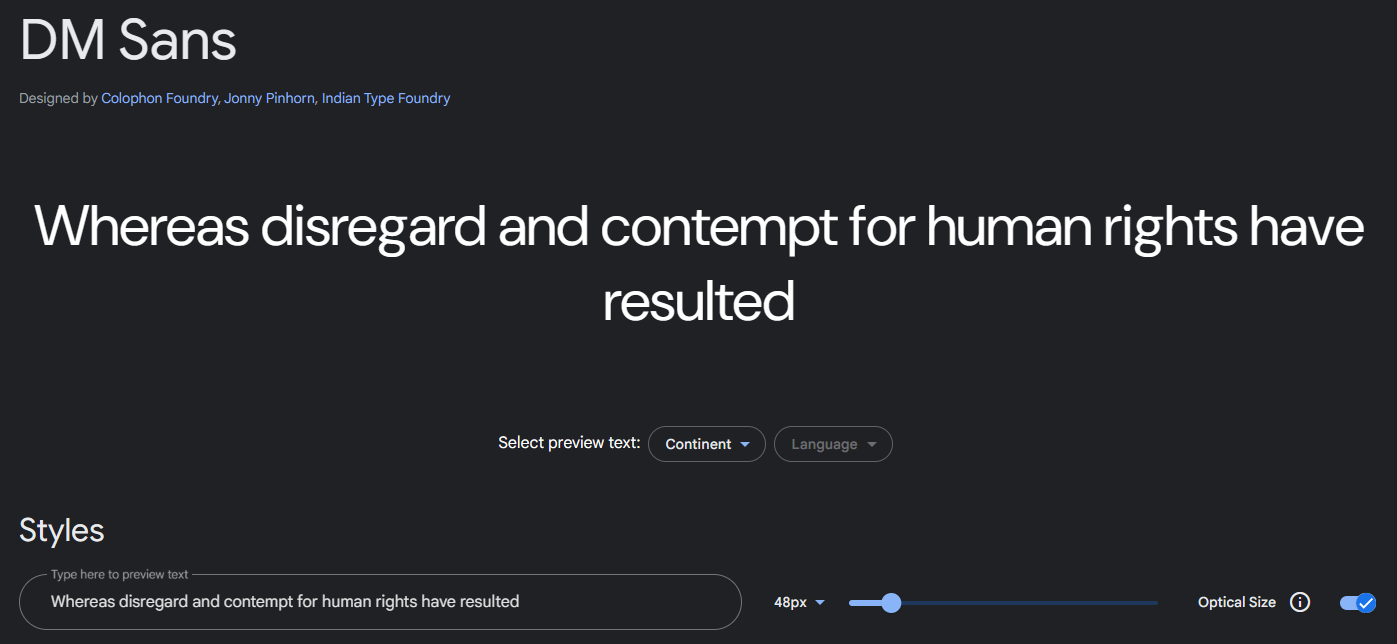 DM Sans
Designed by Colophon Foundry, Jonny Pinhorn, Indian Type Foundry
Whereas disregard and contempt for human rights have
resulted
Select preview text: Continent Language
Styles
Type here to preview text
Whereas disregard and contempt for human rights have resulted
48px
Optical Size